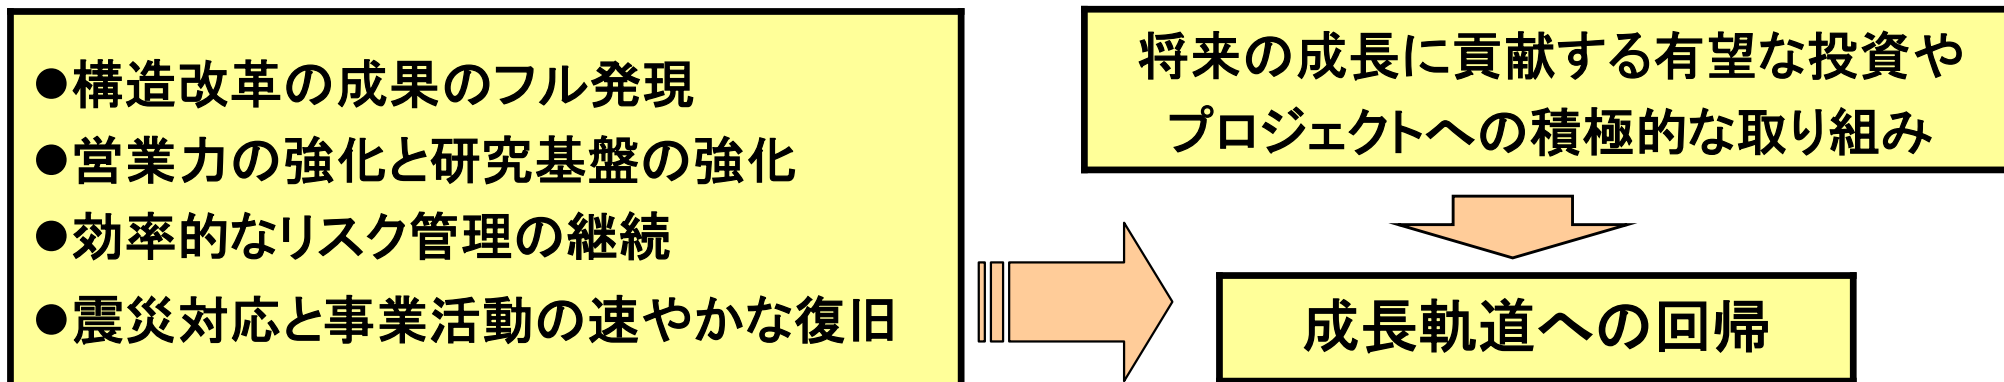 ●構造改革の成果のフル発現
●営業力の強化と研究基盤の強化
●効率的なリスク管理の継続
●震災対応と事業活動の速やかな復旧
将来の成長に貢献する有望な投資や
プロジェクトへの積極的な取り組み
成長軌道への回帰